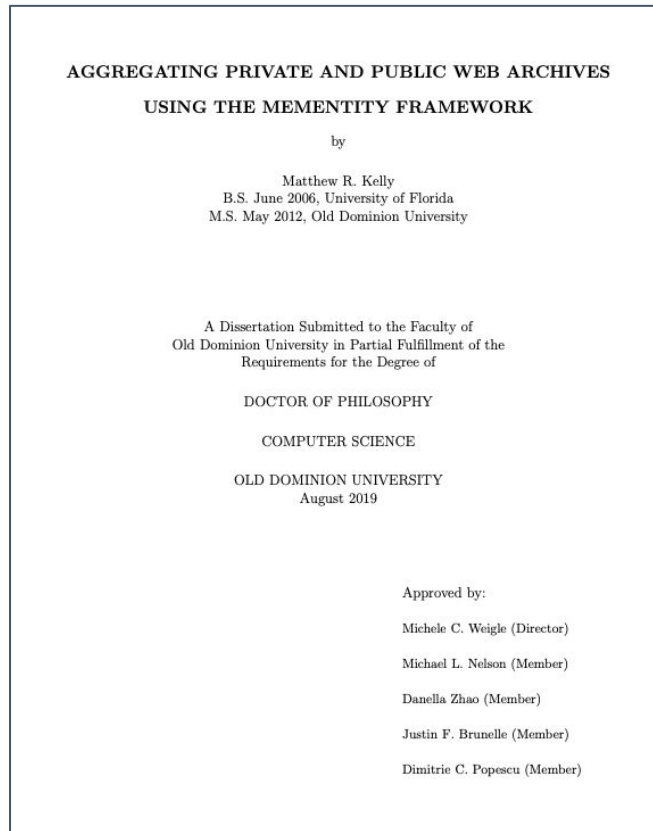 AGGREGATING PRIVATE AND PUBLIC WEB ARCHIVES
USING THE MEMENTITY FRAMEWORK
by
Matthew R. Kelly
B.S. June 2006, University of Florida
M.S. May 2012, Old Dominion University
A Dissertation Submitted to the Faculty of
Old Dominion University in Partial Fulfillment of the
Requirements for the Degree of
DOCTOR OF PHILOSOPHY
COMPUTER SCIENCE
OLD DOMINION UNIVERSITY
August 2019
Approved by:
Michele C. Weigle (Director)
Michael L. Nelson (Member)
Danella Zhao (Member)
Justin F. Brunelle (Member)
Dimitrie C. Popescu (Member)